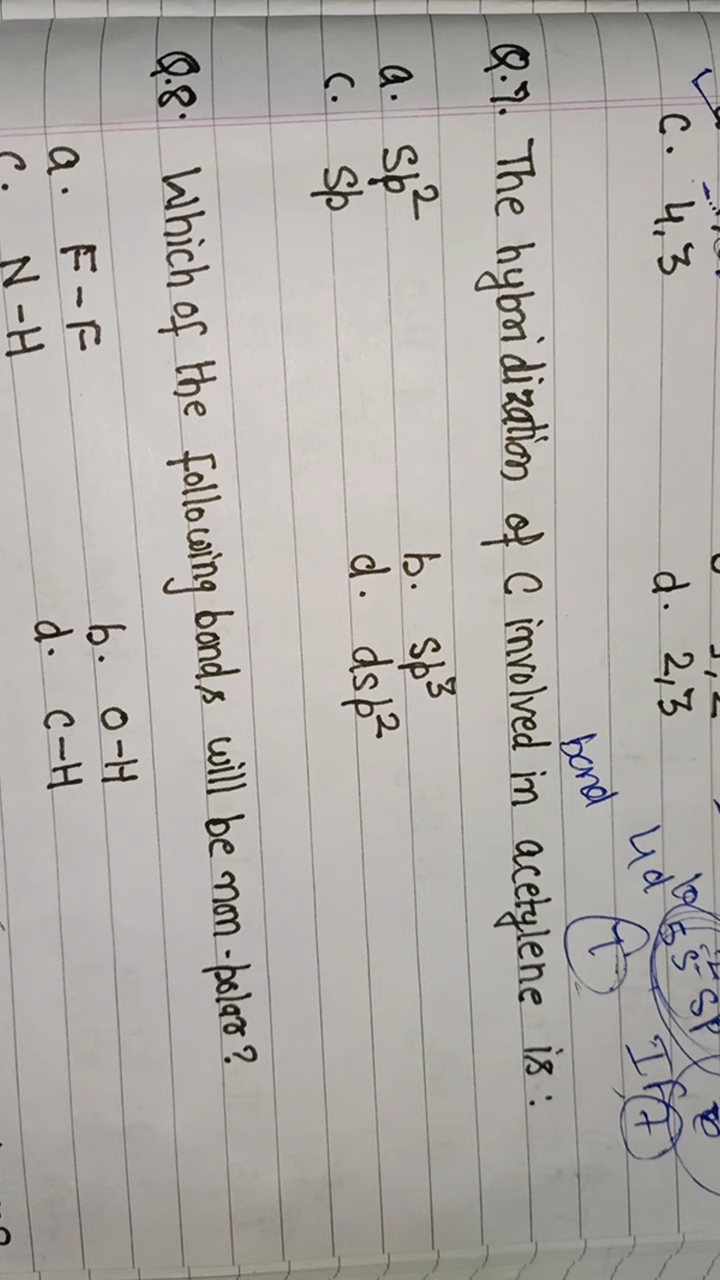 c. 4,3 d. 2,3
bond
Q.7. The hybridization of C involved in acetylene is:
a. sp² b. sp³
c. sp d. dsp²
Q.8. Which of the following bonds will be non-polar?
a. F-F b. O-H
c. N-H d. C-H